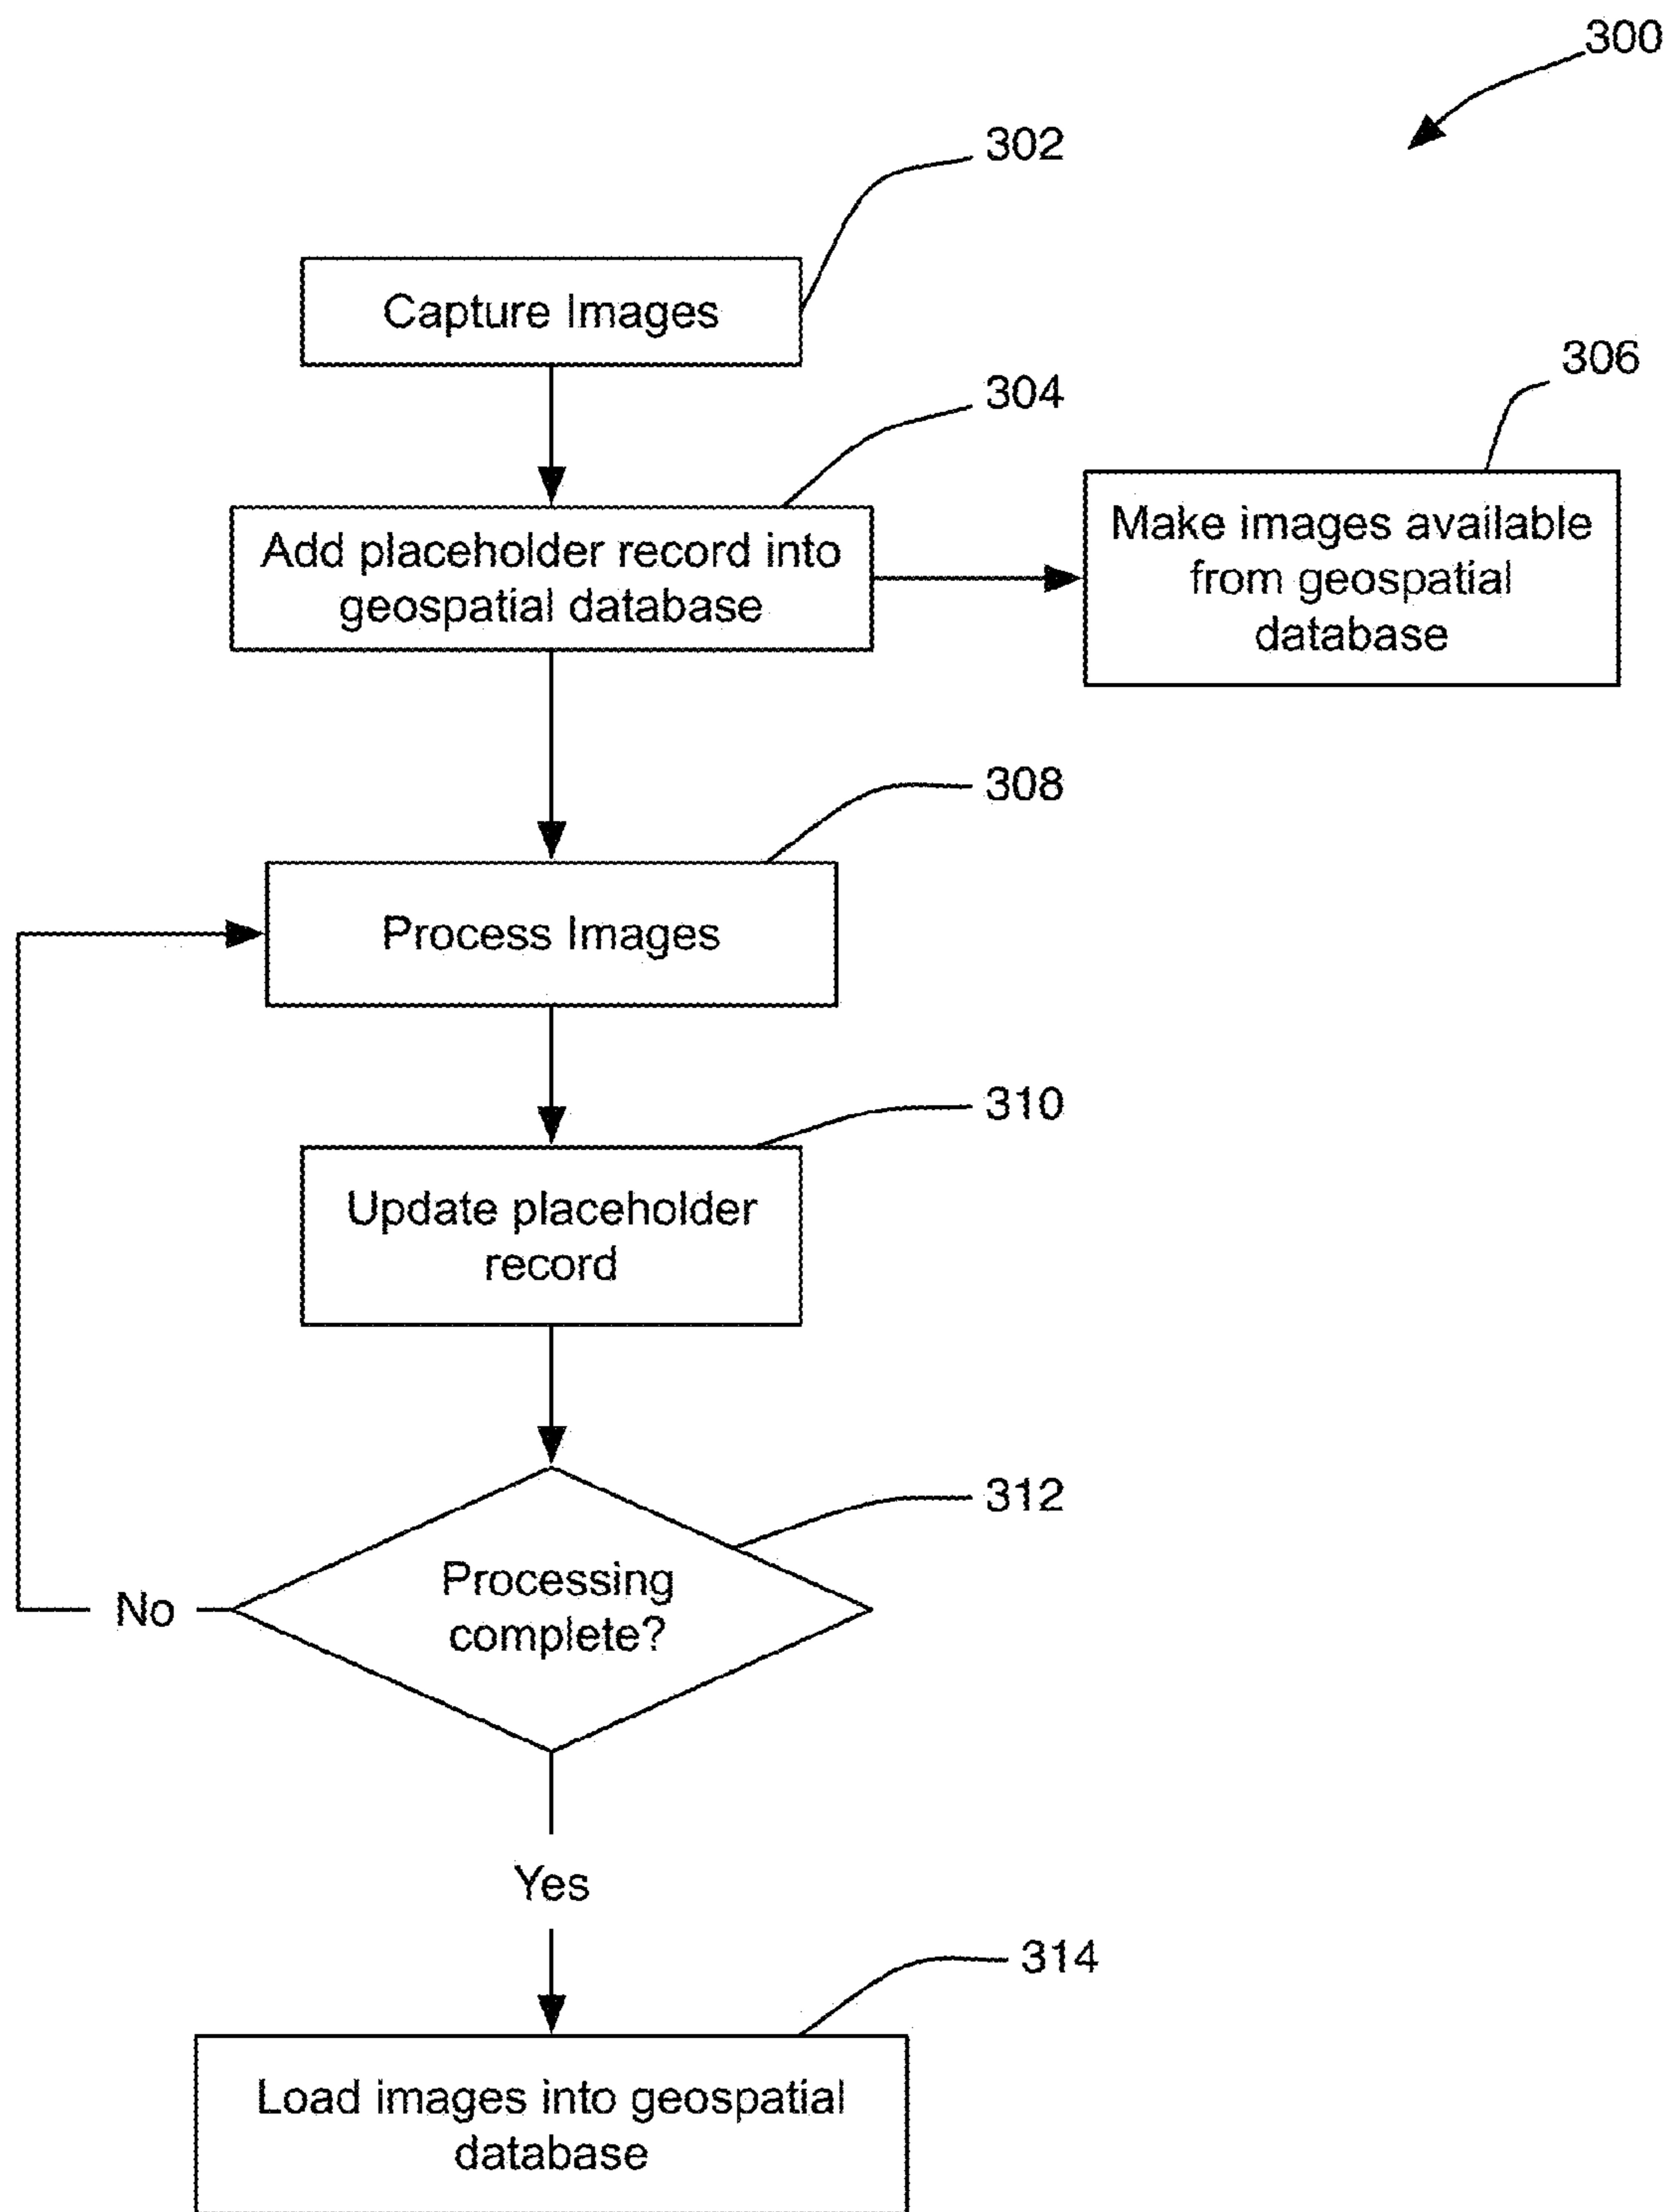 300
302
Capture Images
304
306
Add placeholder record into
geospatial database
Make images available
from geospatial
database
308
Process Images
310
Update placeholder
record
312
Processing
complete?
No
Yes
314
Load images into geospatial
database